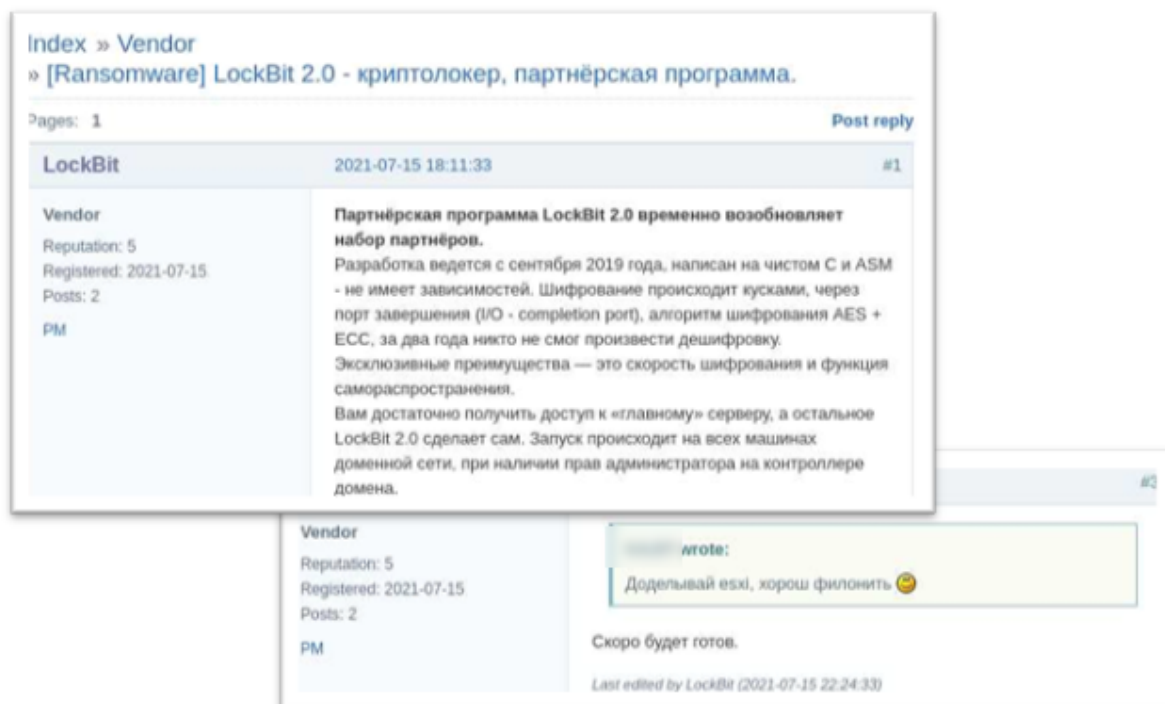 Index » Vendor
» [Ransomware] LockBit 2.0 - криптолокер, партнёрская программа.
Pages: 1
Post reply
LockBit
2021-07-15 18:11:33
#1
Vendor
Reputation: 5
Registered: 2021-07-15
Posts: 2
PM
Партнёрская программа LockBit 2.0 временно возобновляет
набор партнёров.
Разработка ведется с сентября 2019 года, написан на чистом C и ASM
- не имеет зависимостей. Шифрование происходит кусками, через
порт завершения (I/O - completion port), алгоритм шифрования AES +
ECC, за два года никто не смог произвести дешифровку.
Эксклюзивные преимущества — это скорость шифрования и функция
самораспространения.
Вам достаточно получить доступ к «главному» серверу, а остальное
LockBit 2.0 сделает сам. Запуск происходит на всех машинах
доменной сети, при наличии прав администратора на контроллере
домена.
Vendor
Reputation: 5
Registered: 2021-07-15
Posts: 2
PM
wrote:
Доделывай esxi, хорош филонить
Скоро будет готов.
Last edited by LockBit (2021-07-15 22:24:33)